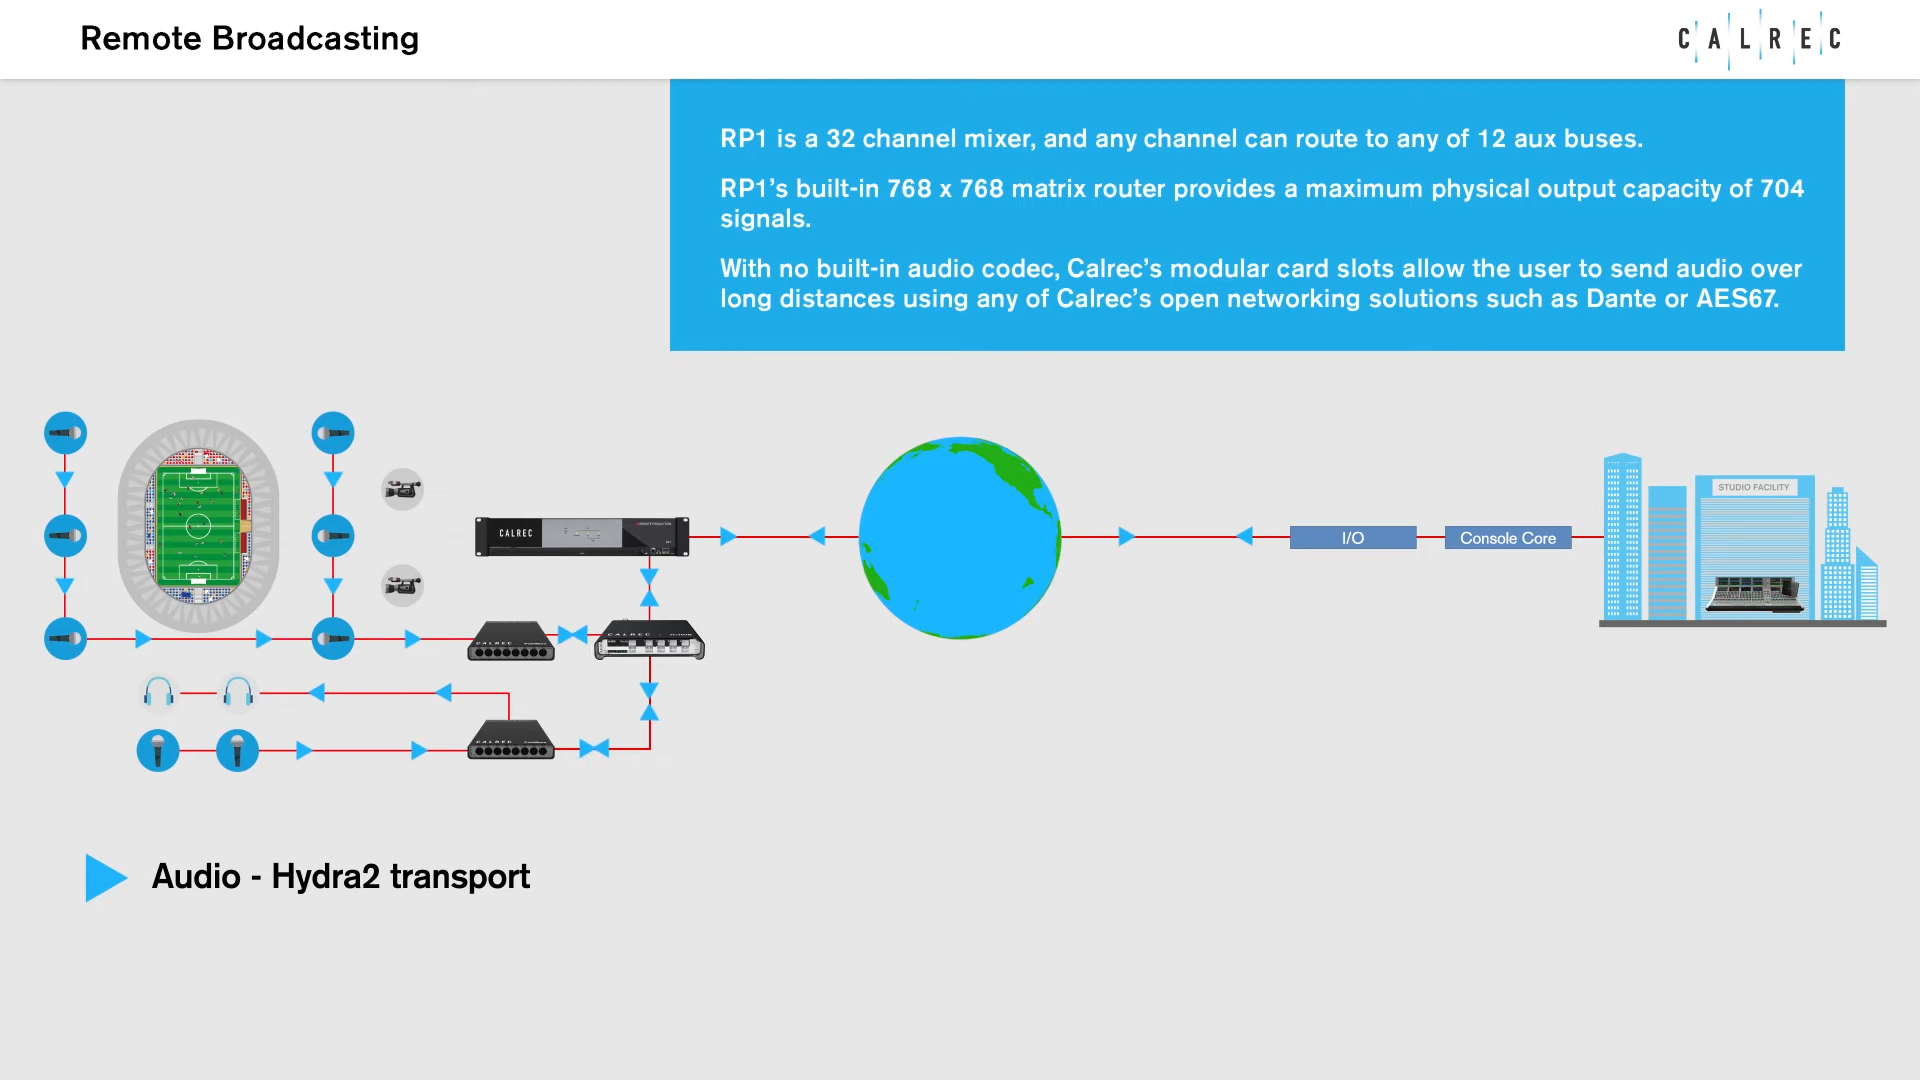 Remote Broadcasting
CALREC
RP1 is a 32 channel mixer, and any channel can route to any of 12 aux buses.
RP1’s built-in 768 x 768 matrix router provides a maximum physical output capacity of 704
signals.
With no built-in audio codec, Calrec’s modular card slots allow the user to send audio over
long distances using any of Calrec’s open networking solutions such as Dante or AES67.
STUDIO FACILITY
CALREC
I/O
Console Core
CALREC
CALREC
CALREC
Audio - Hydra2 transport